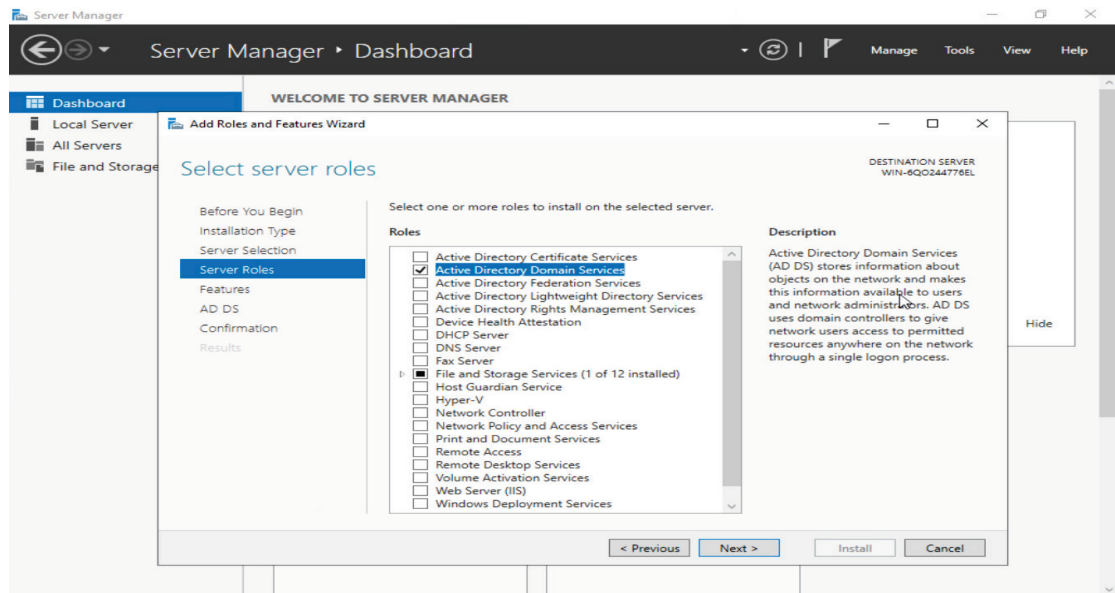 Server Manager
Server Manager ‣ Dashboard
Manage Tools View Help
Dashboard
Local Server
All Servers
File and Storage
WELCOME TO SERVER MANAGER
Add Roles and Features Wizard
Select server roles
DESTINATION SERVER
WIN-6QO244776EL
Before You Begin
Installation Type
Server Selection
Server Roles
Features
AD DS
Confirmation
Results
Select one or more roles to install on the selected server.
Roles
Active Directory Certificate Services
Active Directory Domain Services
Active Directory Federation Services
Active Directory Lightweight Directory Services
Active Directory Rights Management Services
Device Health Attestation
DHCP Server
DNS Server
Fax Server
File and Storage Services (1 of 12 installed)
Host Guardian Service
Hyper-V
Network Controller
Network Policy and Access Services
Print and Document Services
Remote Access
Remote Desktop Services
Volume Activation Services
Web Server (IIS)
Windows Deployment Services
Description
Active Directory Domain Services
(AD DS) stores information about
objects on the network and makes
this information available to users
and network administrators. AD DS
uses domain controllers to give
network users access to permitted
resources anywhere on the network
through a single logon process.
Hide
< Previous
Next >
Install
Cancel